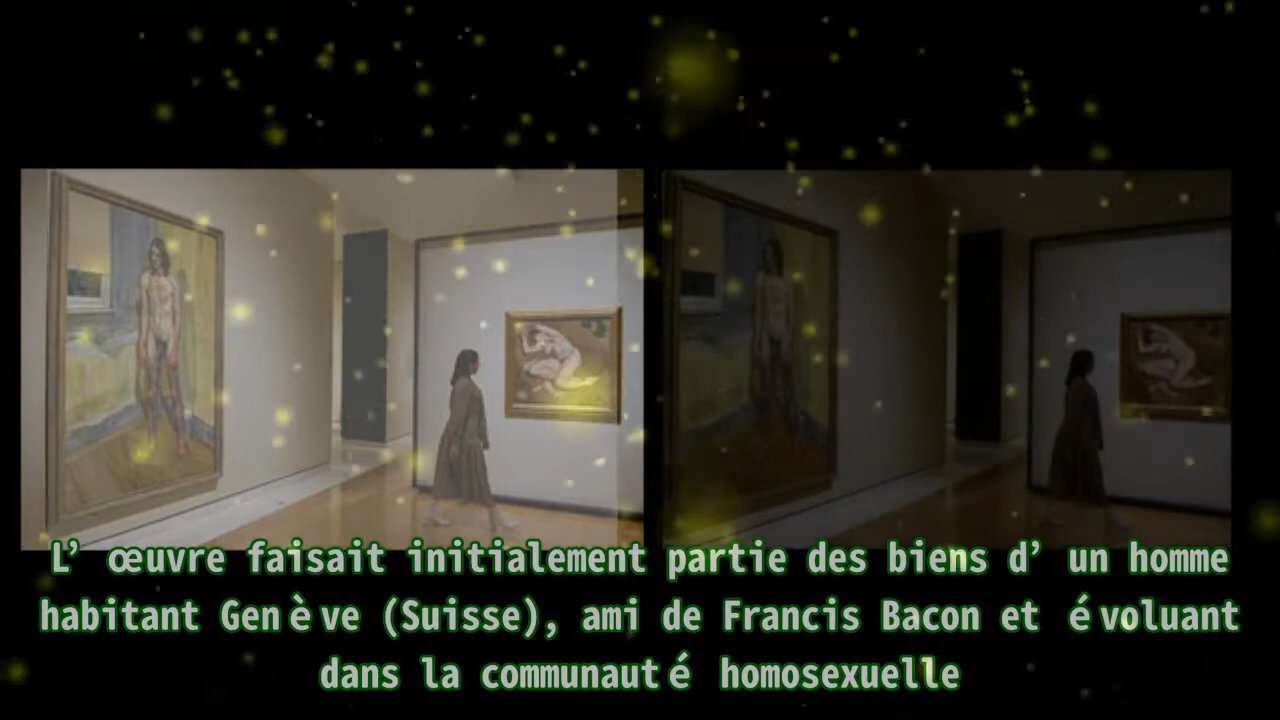 L’ œuvre faisait initialement partie des biens d’ un homme
habitant Genève (Suisse), ami de Francis Bacon et évoluant
dans la communauté homosexuelle